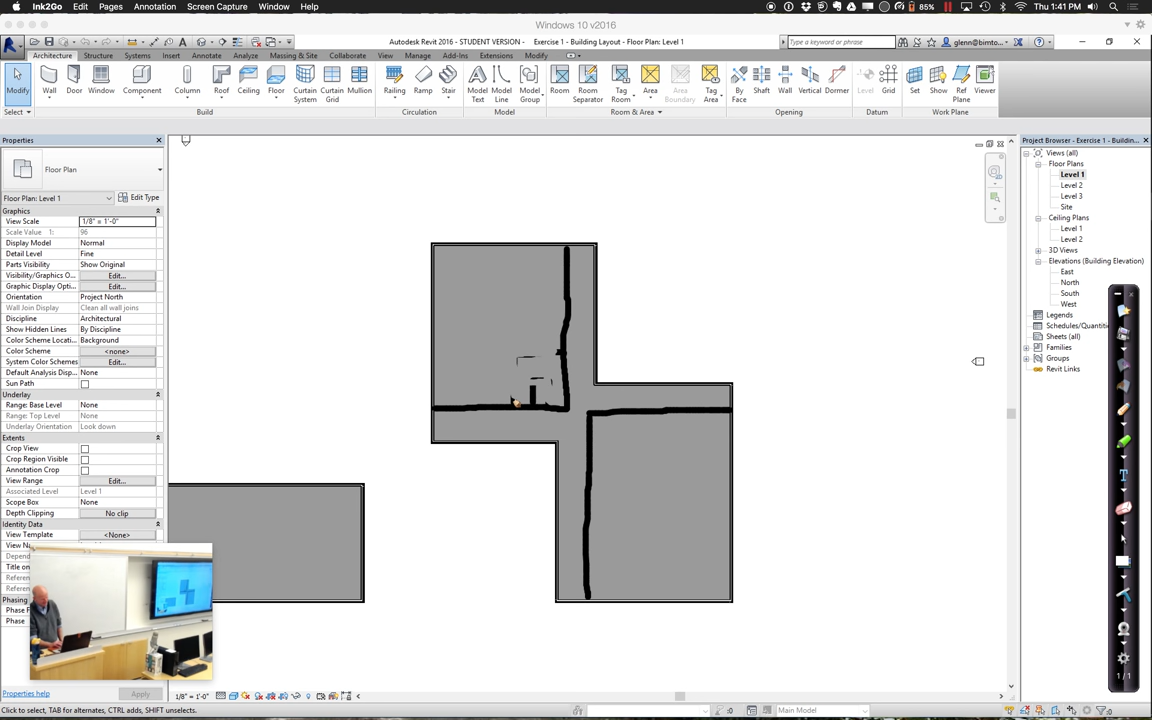 Ink2Go Edit Pages Annotation Screen Capture Window Help 85% Thu 1:41 PM
Windows 10 v2016
Autodesk Revit 2016 - STUDENT VERSION - Exercise 1 - Building Layout - Floor Plan: Level 1 Type a keyword or phrase glenn@bimto...
Architecture Structure Systems Insert Annotate Analyze Massing & Site Collaborate View Manage Add-Ins Extensions Modify
Modify Wall Door Window Component Column Roof Ceiling Floor Curtain System Curtain Grid Mullion Railing Ramp Stair Model Text Model Line Model Group Room Room Separator Tag Room Area Area Boundary Tag Area By Face Shaft Wall Vertical Dormer Level Grid Set Show Ref Plane Viewer
Select Build Circulation Model Room & Area Opening Datum Work Plane
Properties
Floor Plan
Floor Plan: Level 1 Edit Type
Graphics
View Scale 1/8" = 1'-0"
Scale Value 1: 96
Display Model Normal
Detail Level Fine
Parts Visibility Show Original
Visibility/Graphics O... Edit...
Graphic Display Opti... Edit...
Orientation Project North
Wall Join Display Clean all wall joins
Discipline Architectural
Show Hidden Lines By Discipline
Color Scheme Locati... Background
Color Scheme <none>
System Color Schemes Edit...
Default Analysis Disp... None
Sun Path
Underlay
Range: Base Level None
Range: Top Level None
Underlay Orientation Look down
Extents
Crop View
Crop Region Visible
Annotation Crop
View Range Edit...
Associated Level Level 1
Scope Box None
Depth Clipping No clip
Identity Data
View Template <None>
View N
Depen
Title on
Referen
Referen
Phasing
Phase F
Phase
Properties help Apply
Project Browser - Exercise 1 - Building...
Views (all)
Floor Plans
Level 1
Level 2
Level 3
Site
Ceiling Plans
Level 1
Level 2
3D Views
Elevations (Building Elevation)
East
North
South
West
Legends
Schedules/Quantiti
Sheets (all)
Families
Groups
Revit Links
T
1 / 1
1/8" = 1'-0"
Click to select, TAB for alternates, CTRL adds, SHIFT unselects. :0 Main Model :0